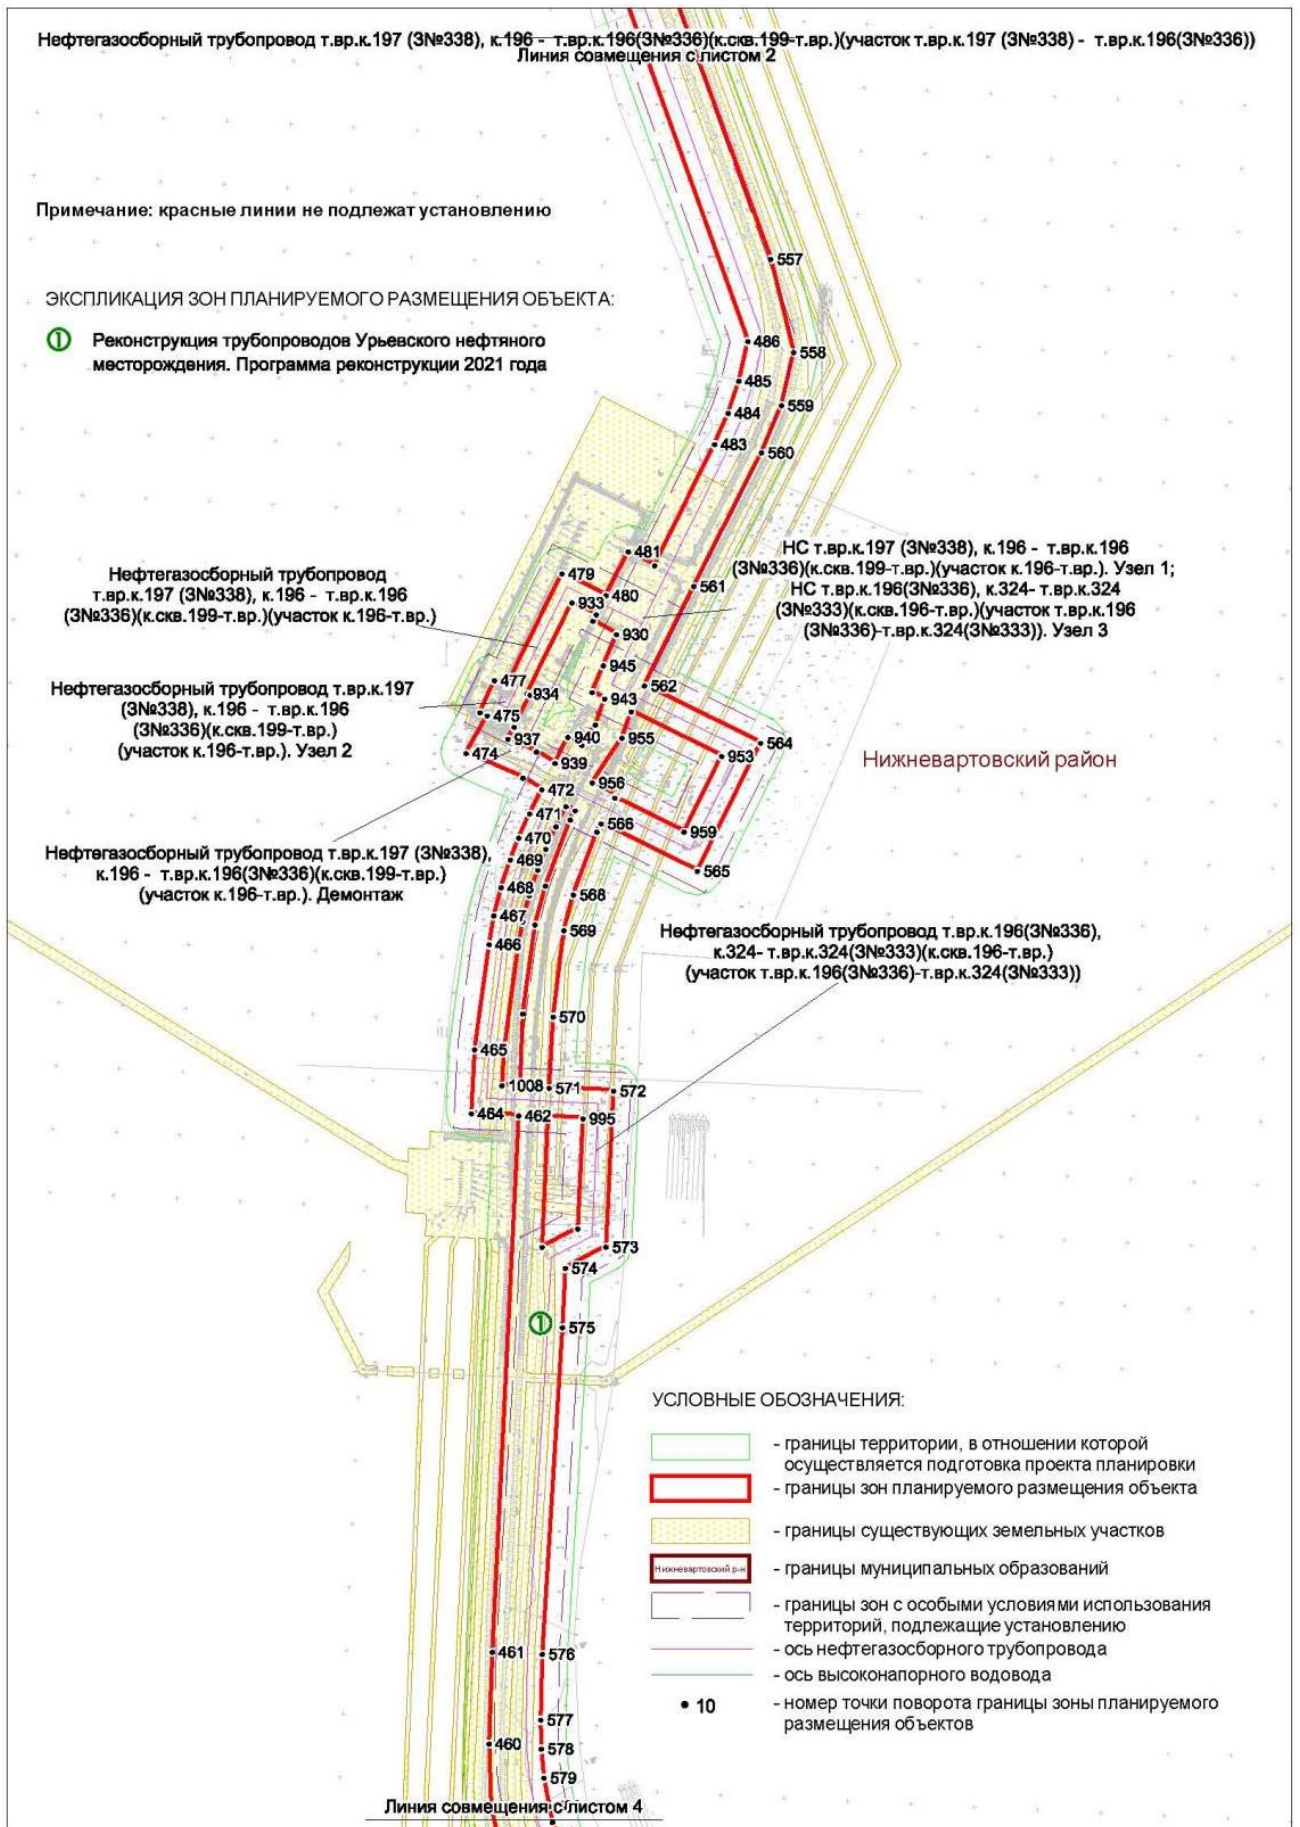 Нефтегазосборный трубопровод т.вр.к.197 (З№338), к.196 - т.вр.к.196(З№336)(к.скв.199-т.вр.)(участок т.вр.к.197 (З№338) - т.вр.к.196(З№336))
Линия совмещения с листом 2
Примечание: красные линии не подлежат установлению
557
ЭКСПЛИКАЦИЯ ЗОН ПЛАНИРУЕМОГО РАЗМЕЩЕНИЯ ОБЪЕКТА:
1 Реконструкция трубопроводов Урьевского нефтяного
месторождения. Программа реконструкции 2021 года
486
558
485
559
484
483
560
481
НС т.вр.к.197 (З№338), к.196 - т.вр.к.196
(З№336)(к.скв.199-т.вр.)(участок к.196-т.вр.). Узел 1;
НС т.вр.к.196(З№336), к.324- т.вр.к.324
(З№333)(к.скв.196-т.вр.)(участок т.вр.к.196
(З№336)-т.вр.к.324(З№333)). Узел 3
Нефтегазосборный трубопровод
т.вр.к.197 (З№338), к.196 - т.вр.к.196
(З№336)(к.скв.199-т.вр.)(участок к.196-т.вр.)
479
561
480
933
930
945
477
562
934
943
Нефтегазосборный трубопровод т.вр.к.197
(З№338), к.196 - т.вр.к.196
(З№336)(к.скв.199-т.вр.)
(участок к.196-т.вр.). Узел 2
475
937
940
955
564
474
953
939
Нижневартовский район
956
472
471
566
470
959
469
565
Нефтегазосборный трубопровод т.вр.к.197 (З№338),
к.196 - т.вр.к.196(З№336)(к.скв.199-т.вр.)
(участок к.196-т.вр.). Демонтаж
468
568
467
569
466
Нефтегазосборный трубопровод т.вр.к.196(З№336),
к.324- т.вр.к.324(З№333)(к.скв.196-т.вр.)
(участок т.вр.к.196(З№336)-т.вр.к.324(З№333))
570
465
1008
571
572
464
462
995
573
574
1
575
УСЛОВНЫЕ ОБОЗНАЧЕНИЯ:
- границы территории, в отношении которой
осуществляется подготовка проекта планировки
- границы зон планируемого размещения объекта
- границы существующих земельных участков
Нижневартовский р-н - границы муниципальных образований
- границы зон с особыми условиями использования
территорий, подлежащие установлению
- ось нефтегазосборного трубопровода
- ось высоконапорного водовода
• 10 - номер точки поворота границы зоны планируемого
размещения объектов
461
576
577
460
578
579
Линия совмещения с листом 4